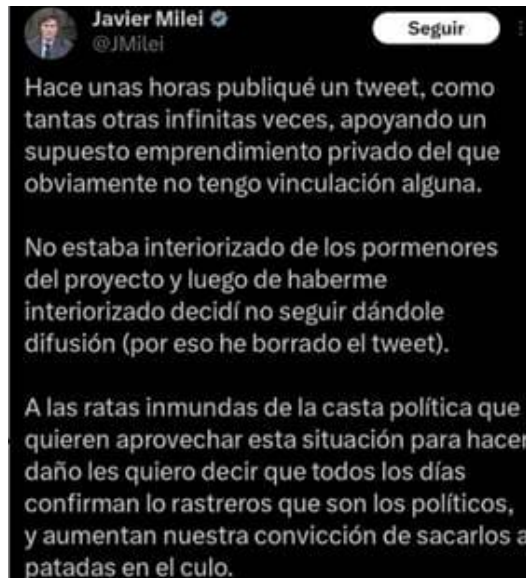 Javier Milei
@JMilei
Seguir
Hace unas horas publiqué un tweet, como
tantas otras infinitas veces, apoyando un
supuesto emprendimiento privado del que
obviamente no tengo vinculación alguna.
No estaba interiorizado de los pormenores
del proyecto y luego de haberme
interiorizado decidí no seguir dándole
difusión (por eso he borrado el tweet).
A las ratas inmundas de la casta política que
quieren aprovechar esta situación para hacer
daño les quiero decir que todos los días
confirman lo rastreros que son los políticos,
y aumentan nuestra convicción de sacarlos a
patadas en el culo.